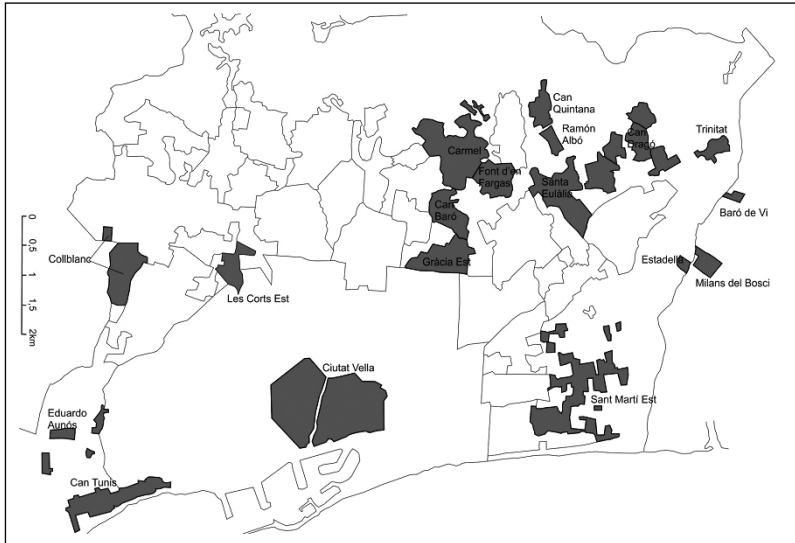 Can
Quintana
Ramón
Albó
Can
Dragó
Trinitat
Carmel
Font d'en
Fargas
Santa
Eulàlia
Can
Baró
Baró de Vi
Gràcia Est
Estadella
Milans del Bosci
Collblanc
Les Corts Est
0
0,5
1
1,5
2km
Ciutat Vella
Sant Martí Est
Eduardo
Aunós
Can Tunis